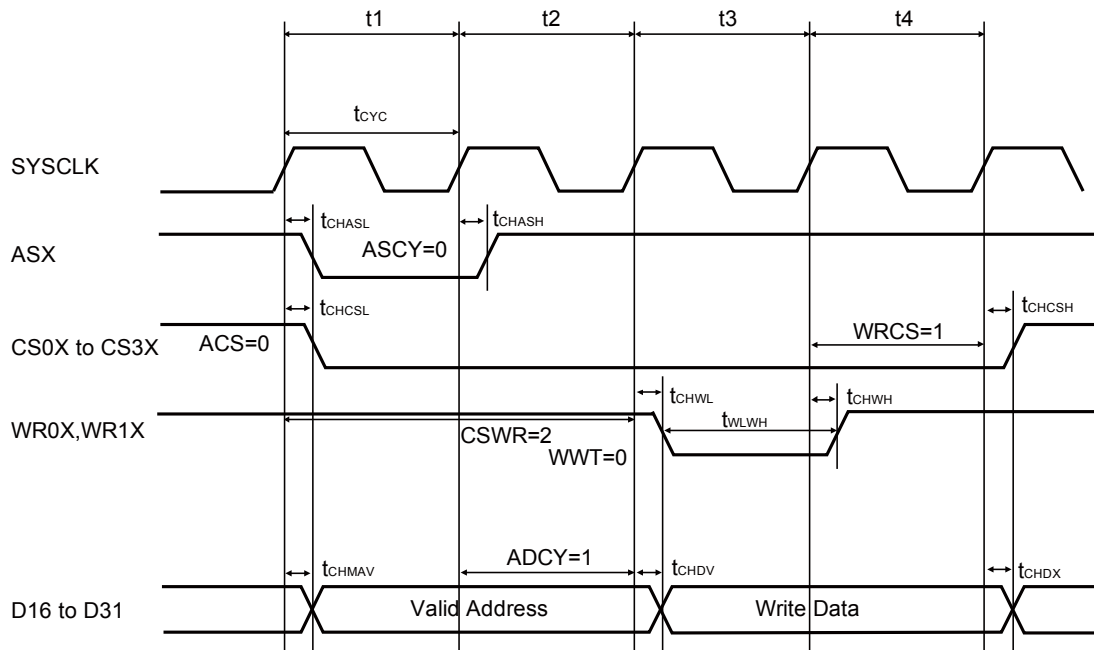 t1 t2 t3 t4
tCYC
SYSCLK
tCHASL tCHASH
ASX ASCY=0
tCHCSL tCHCSH
CS0X to CS3X ACS=0 WRCS=1
tCHWL tCHWH
WR0X,WR1X tWLWH
CSWR=2
WWT=0
tCHMAV ADCY=1 tCHDV tCHDX
D16 to D31 Valid Address Write Data